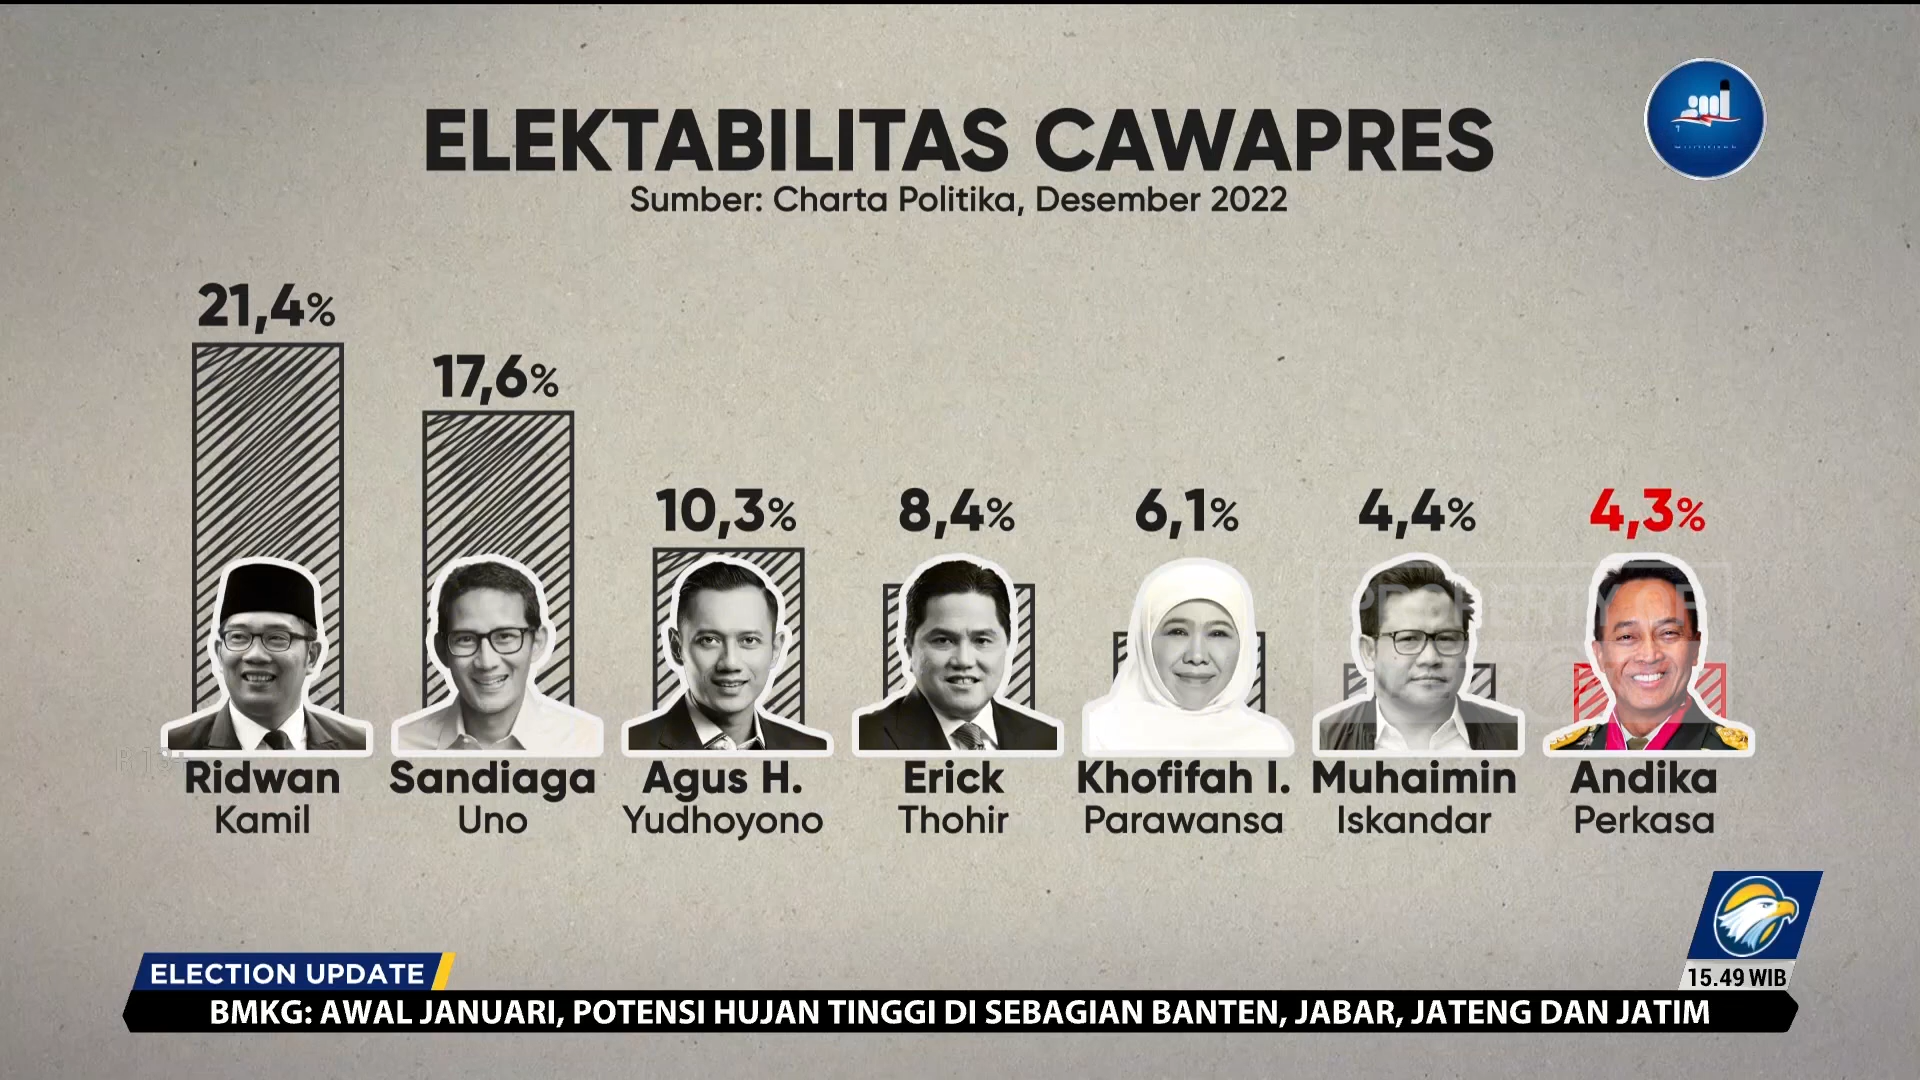 ELEKTABILITAS CAWAPRES
Sumber: Charta Politika, Desember 2022
21,4%
17,6%
10,3%
8,4%
6,1%
4,4%
4,3%
Ridwan
Kamil
Sandiaga
Uno
Agus H.
Yudhoyono
Erick
Thohir
Khofifah I.
Parawansa
Muhaimin
Iskandar
Andika
Perkasa
PROPERTY OF
ELECTION UPDATE
15.49 WIB
BMKG: AWAL JANUARI, POTENSI HUJAN TINGGI DI SEBAGIAN BANTEN, JABAR, JATENG DAN JATIM